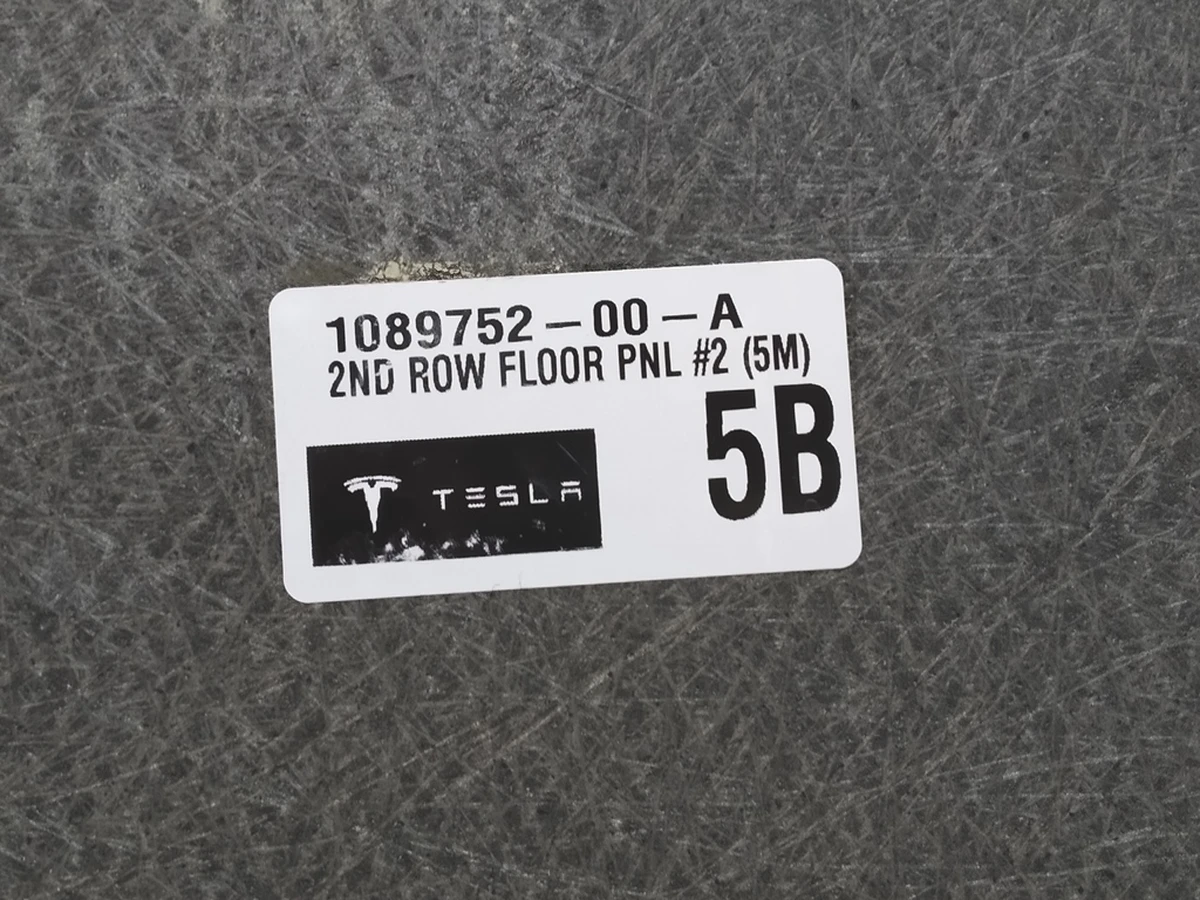 1089752-00-A
2ND ROW FLOOR PNL #2 (5M)
5B
TESLA